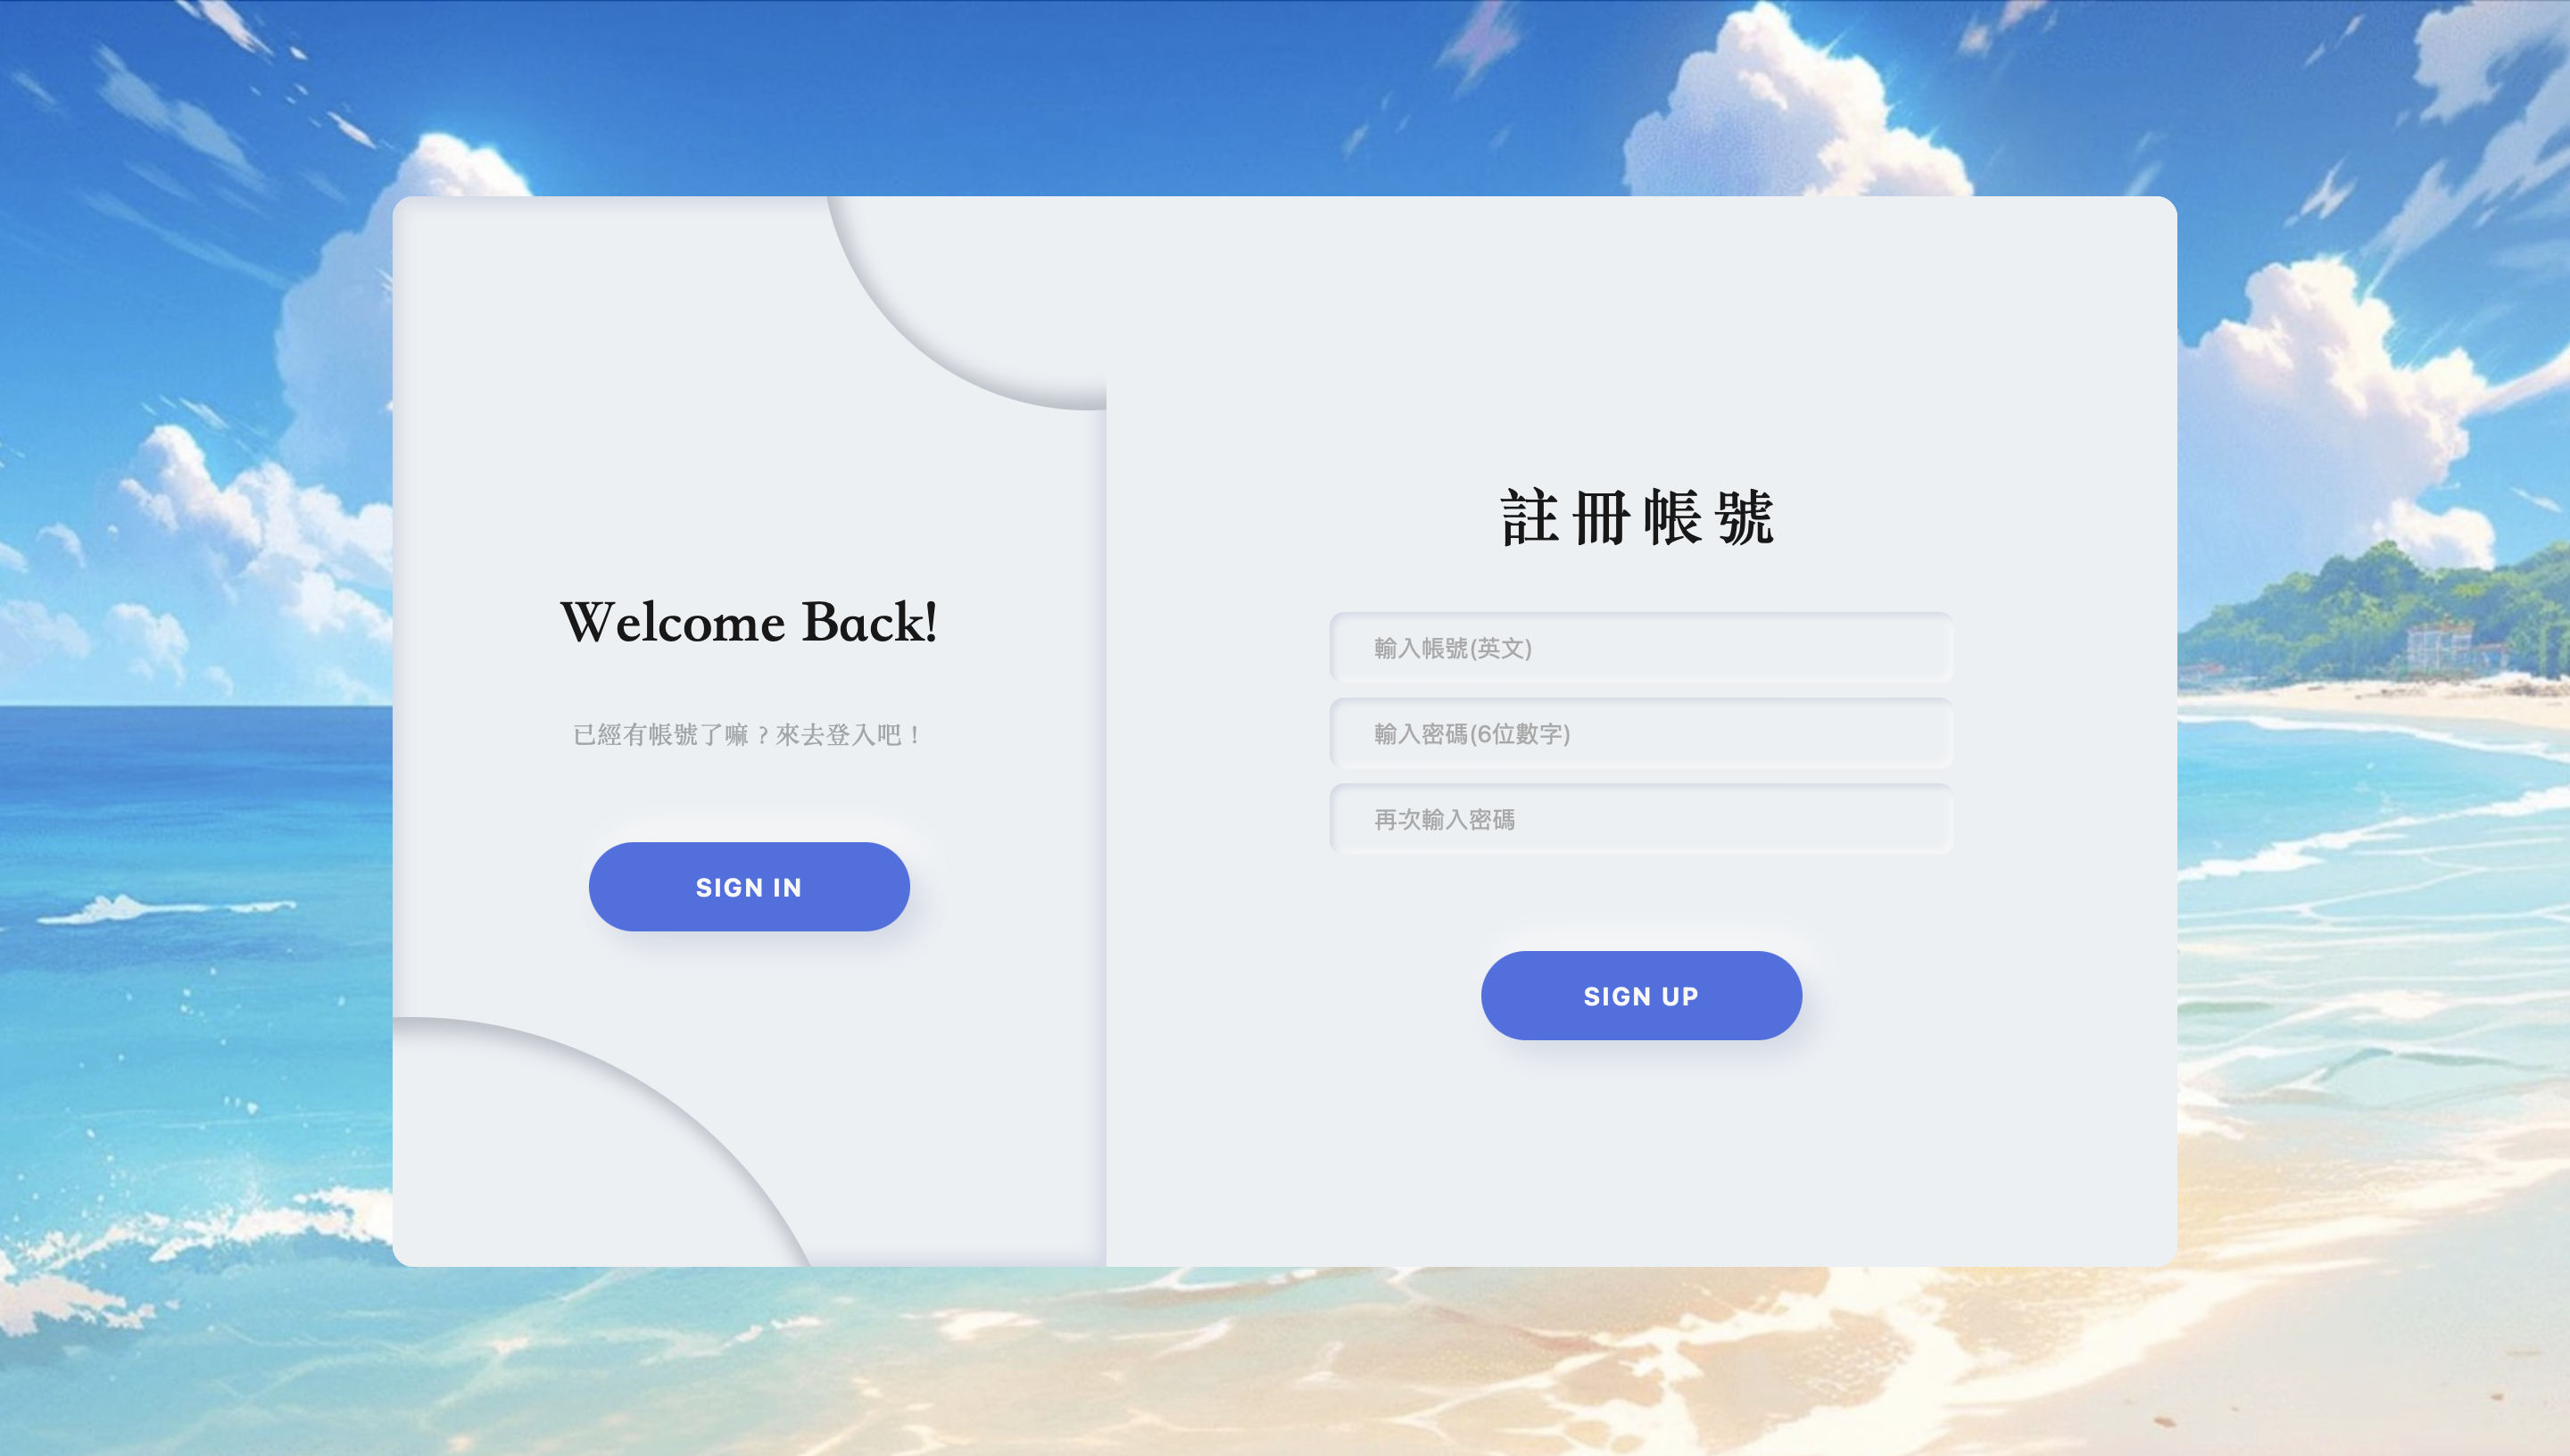 Welcome Back!
已經有帳號了嘛？來去登入吧！
SIGN IN
註冊帳號
輸入帳號(英文)
輸入密碼(6位數字)
再次輸入密碼
SIGN UP